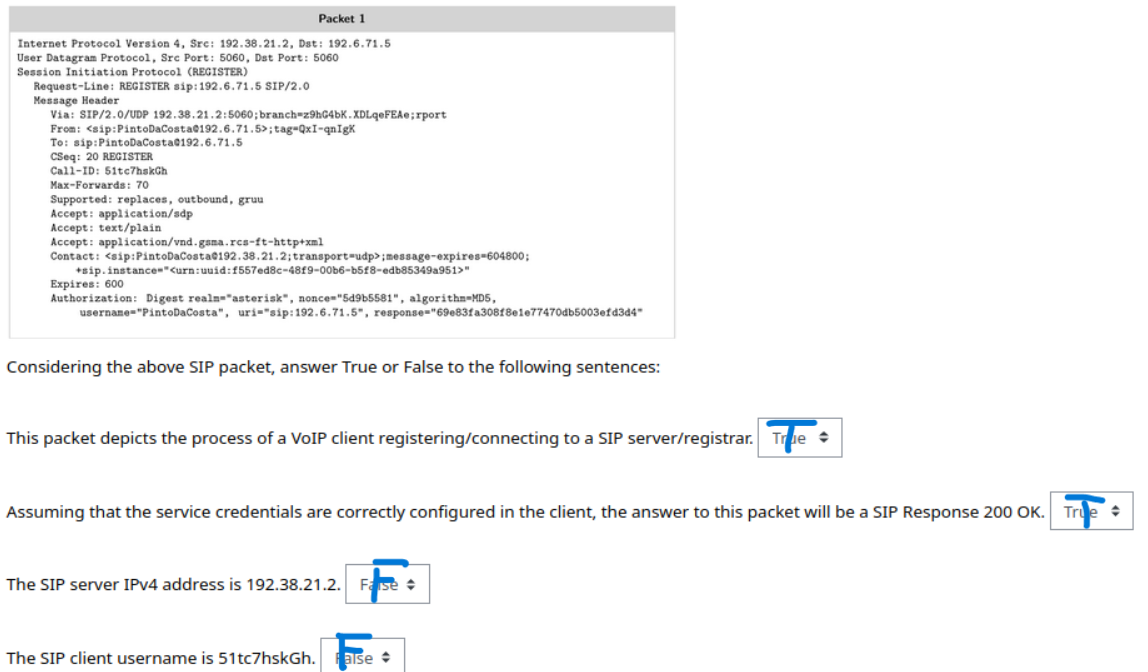 Packet 1
Internet Protocol Version 4, Src: 192.38.21.2, Dst: 192.6.71.5
User Datagram Protocol, Src Port: 5060, Dst Port: 5060
Session Initiation Protocol (REGISTER)
Request-Line: REGISTER sip:192.6.71.5 SIP/2.0
Message Header
Via: SIP/2.0/UDP 192.38.21.2:5060;branch=z9hG4bK.XDLqeFEAe;rport
From: <sip:PintoDaCosta@192.6.71.5>;tag=QxI-qnIgK
To: sip:PintoDaCosta@192.6.71.5
CSeq: 20 REGISTER
Call-ID: 51tc7hskGh
Max-Forwards: 70
Supported: replaces, outbound, gruu
Accept: application/sdp
Accept: text/plain
Accept: application/vnd.gsma.rcs-ft-http+xml
Contact: <sip:PintoDaCosta@192.38.21.2;transport=udp>;message-expires=604800;
+sip.instance="<urn:uuid:f557ed8c-48f9-00b6-b5f8-edb85349a951>"
Expires: 600
Authorization: Digest realm="asterisk", nonce="5d9b5581", algorithm=MD5,
username="PintoDaCosta", uri="sip:192.6.71.5", response="69e83fa308f8e1e77470db5003efd3d4"
Considering the above SIP packet, answer True or False to the following sentences:
This packet depicts the process of a VoIP client registering/connecting to a SIP server/registrar. True T
Assuming that the service credentials are correctly configured in the client, the answer to this packet will be a SIP Response 200 OK. True T
The SIP server IPv4 address is 192.38.21.2. False F
The SIP client username is 51tc7hskGh. False F